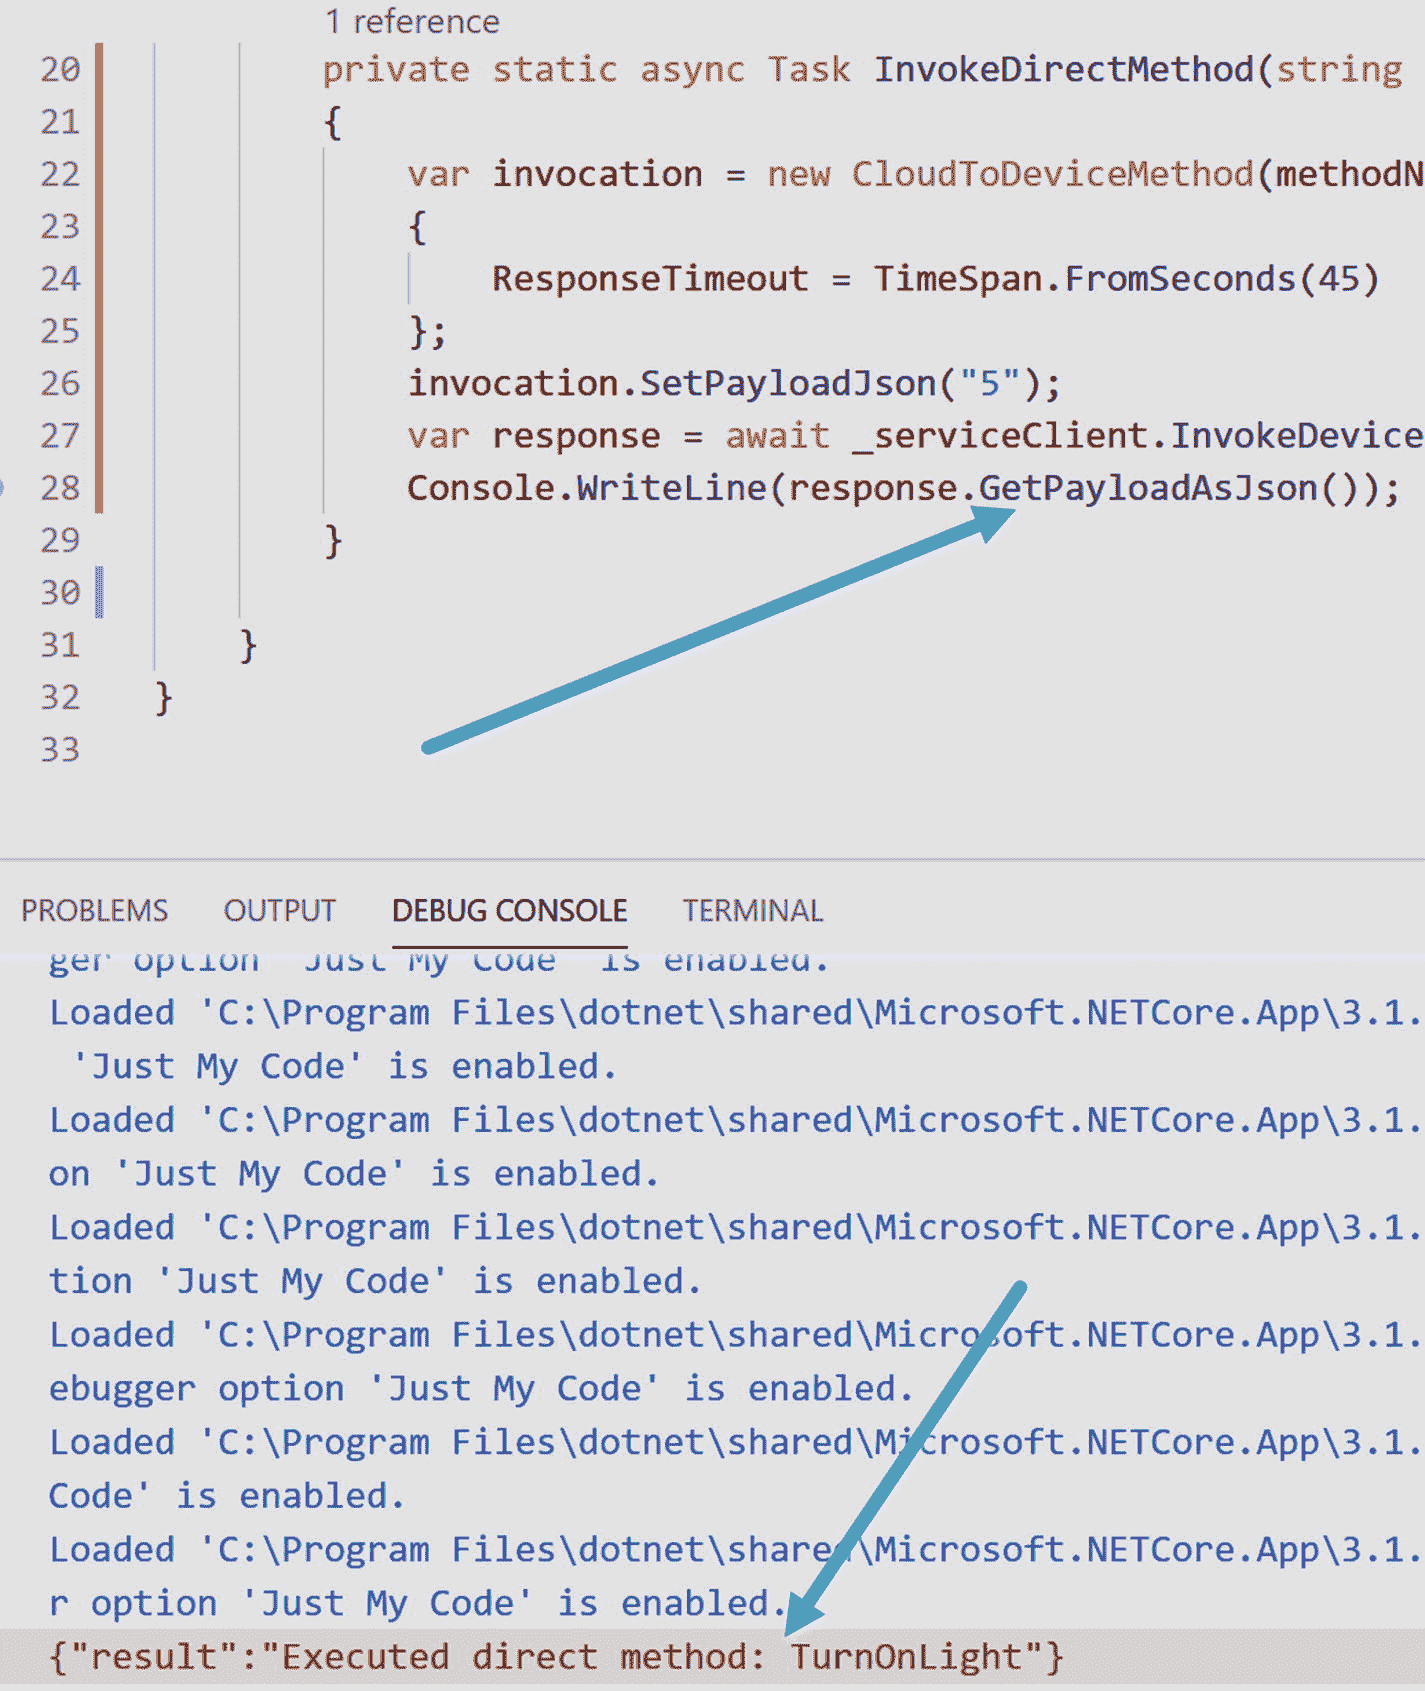 1 reference
20 private static async Task InvokeDirectMethod(string
21 {
22 var invocation = new CloudToDeviceMethod(methodN
23 {
24 ResponseTimeout = TimeSpan.FromSeconds(45)
25 };
26 invocation.SetPayloadJson("5");
27 var response = await _serviceClient.InvokeDevice
28 Console.WriteLine(response.GetPayloadAsJson());
29 }
30
31 }
32 }
33
PROBLEMS OUTPUT DEBUG CONSOLE TERMINAL
ger option 'Just My Code' is enabled.
Loaded 'C:\Program Files\dotnet\shared\Microsoft.NETCore.App\3.1.
'Just My Code' is enabled.
Loaded 'C:\Program Files\dotnet\shared\Microsoft.NETCore.App\3.1.
on 'Just My Code' is enabled.
Loaded 'C:\Program Files\dotnet\shared\Microsoft.NETCore.App\3.1.
tion 'Just My Code' is enabled.
Loaded 'C:\Program Files\dotnet\shared\Microsoft.NETCore.App\3.1.
ebugger option 'Just My Code' is enabled.
Loaded 'C:\Program Files\dotnet\shared\Microsoft.NETCore.App\3.1.
Code' is enabled.
Loaded 'C:\Program Files\dotnet\shared\Microsoft.NETCore.App\3.1.
r option 'Just My Code' is enabled.
{"result":"Executed direct method: TurnOnLight"}